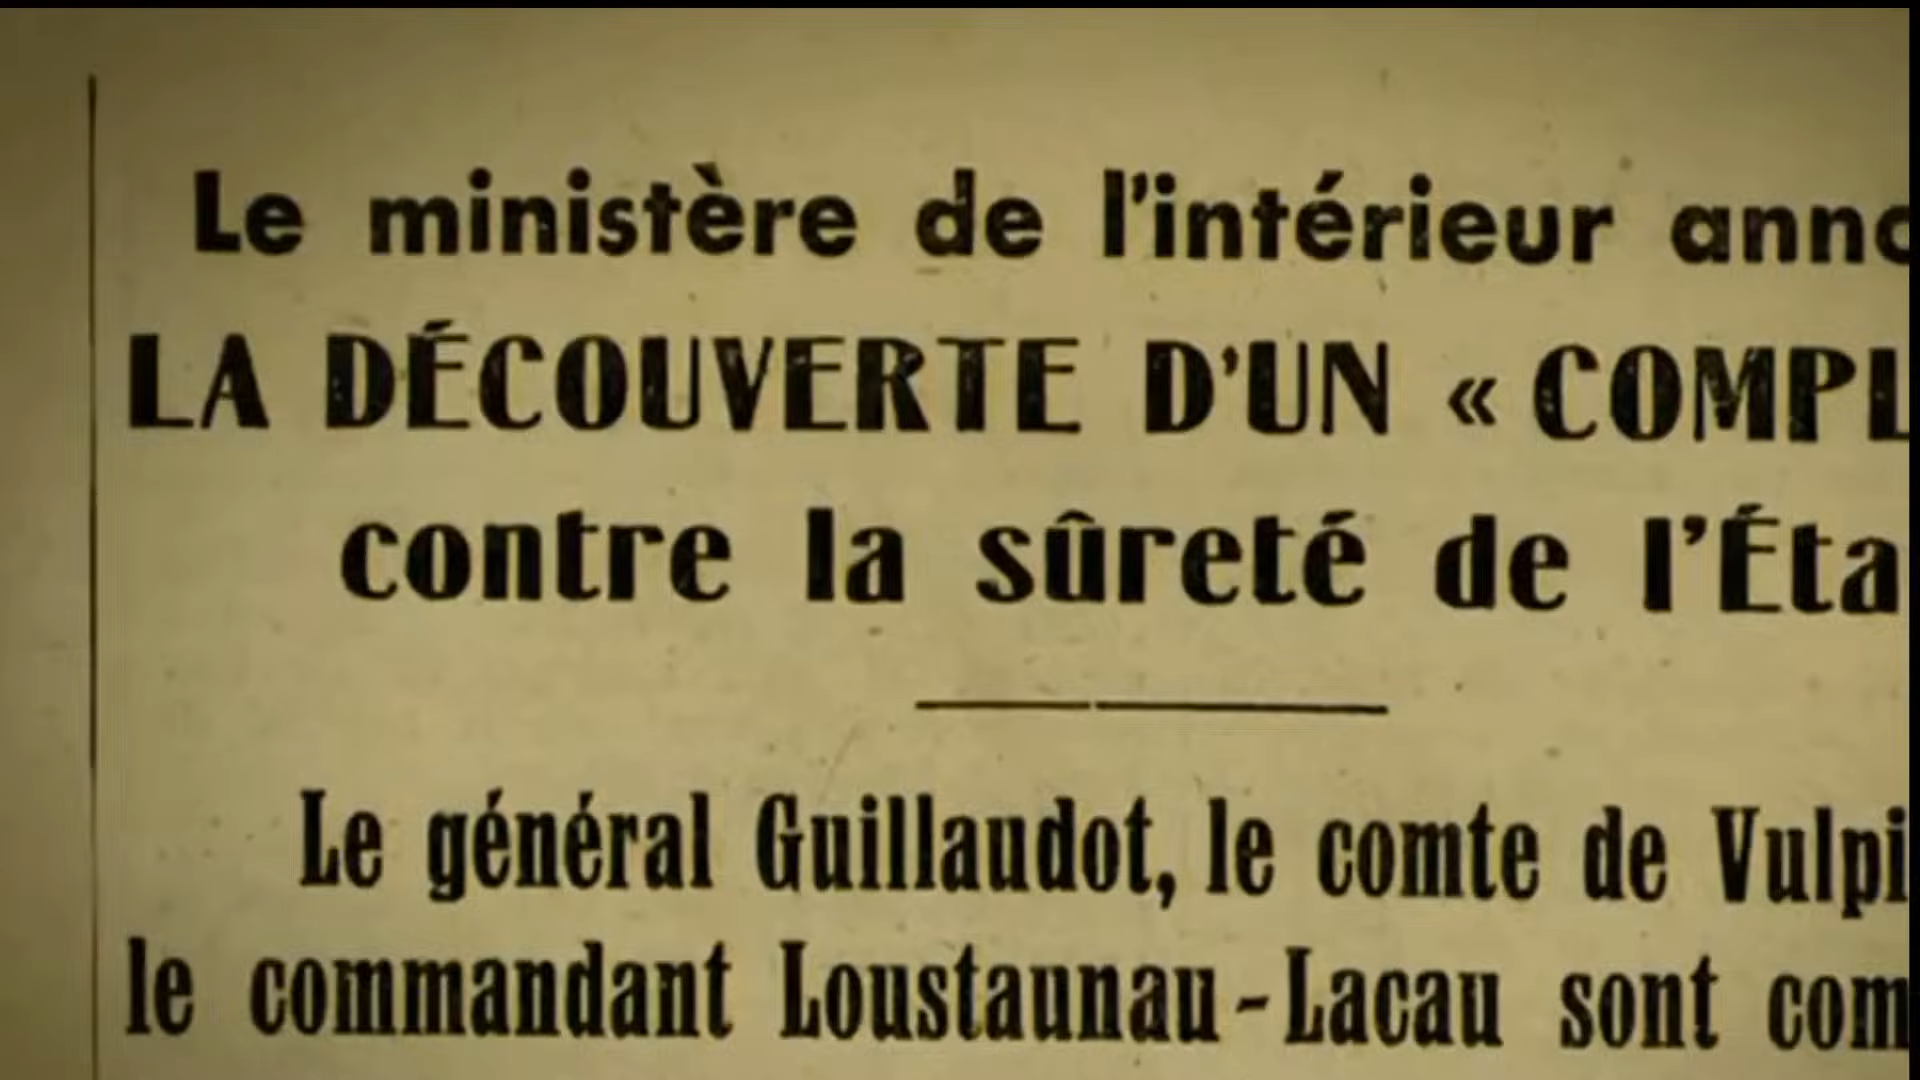 Le ministère de l'intérieur anno
LA DÉCOUVERTE D'UN « COMPL
contre la sûreté de l'Éta
Le général Guillaudot, le comte de Vulpi
le commandant Loustaunau-Lacau sont com